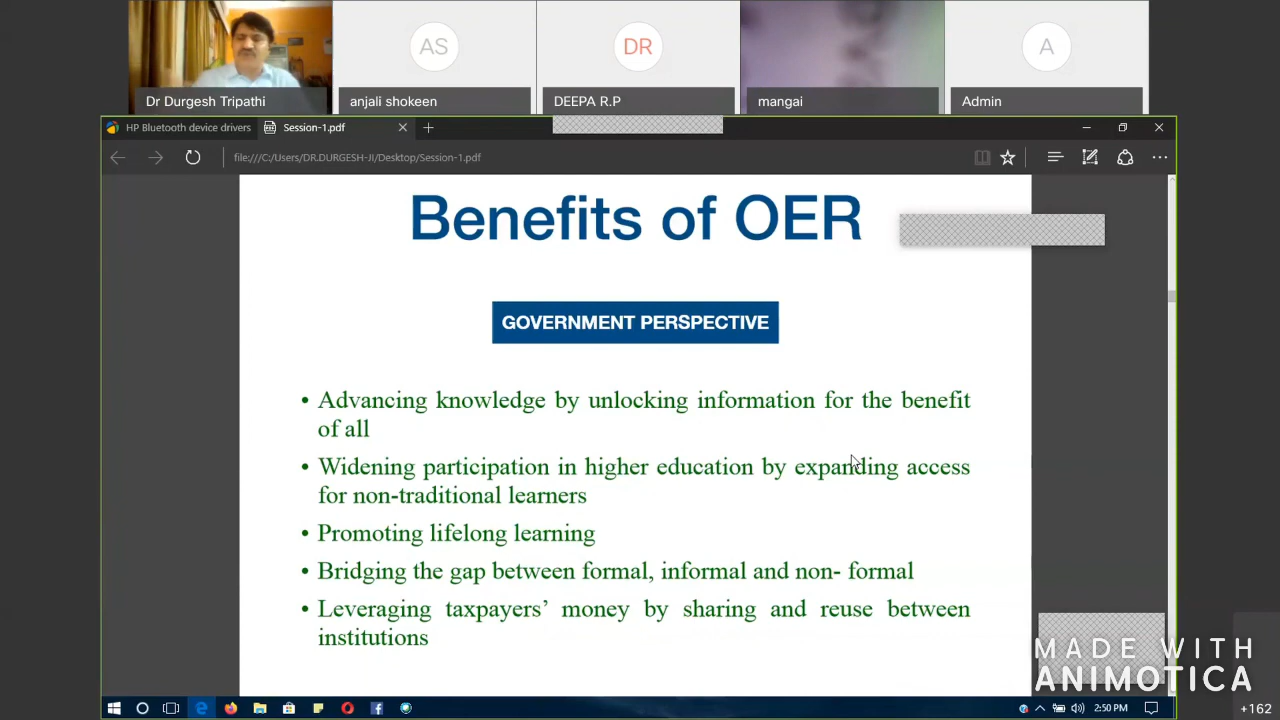 AS
DR
A
Dr Durgesh Tripathi
anjali shokeen
DEEPA R.P
mangai
Admin
HP Bluetooth device drivers
Session-1.pdf
file:///C:/Users/DR.DURGESH-JI/Desktop/Session-1.pdf
Benefits of OER
GOVERNMENT PERSPECTIVE
• Advancing knowledge by unlocking information for the benefit
of all
• Widening participation in higher education by expanding access
for non-traditional learners
• Promoting lifelong learning
• Bridging the gap between formal, informal and non- formal
• Leveraging taxpayers’ money by sharing and reuse between
institutions
MADE WITH
ANIMOTICA
2:50 PM
+162